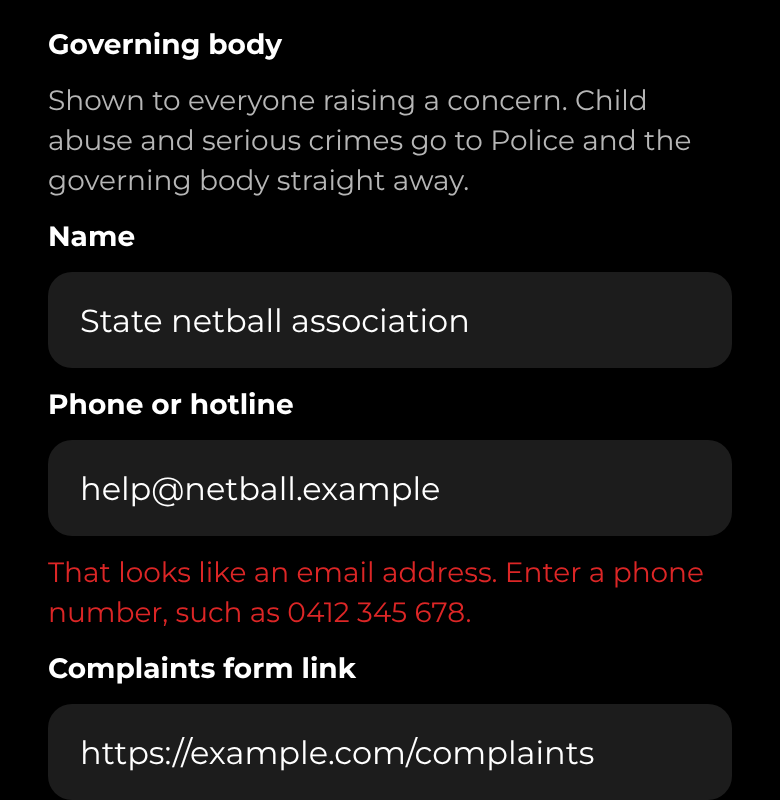 Governing body
Shown to everyone raising a concern. Child
abuse and serious crimes go to Police and the
governing body straight away.
Name
State netball association
Phone or hotline
help@netball.example
That looks like an email address. Enter a phone
number, such as 0412 345 678.
Complaints form link
https://example.com/complaints